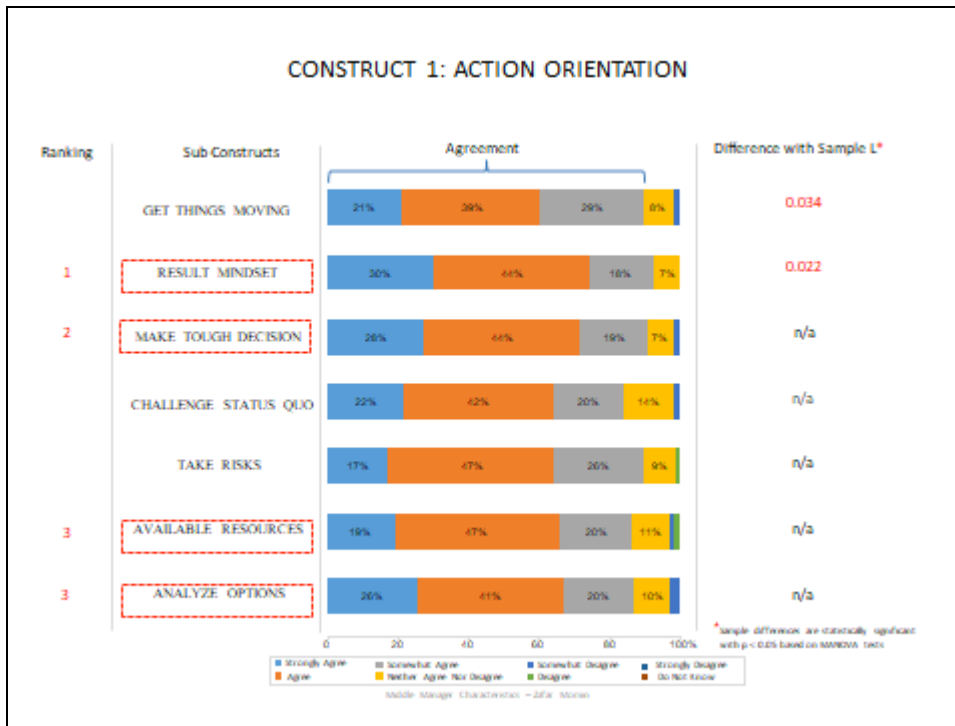 CONSTRUCT 1: ACTION ORIENTATION
Ranking Sub Constructs Agreement Difference with Sample L*
GET THINGS MOVING 21% 39% 29% 8% 0.034
1 RESULT MINDSET 30% 44% 18% 7% 0.022
2 MAKE TOUGH DECISION 28% 44% 19% 7% n/a
CHALLENGE STATUS QUO 22% 42% 20% 14% n/a
TAKE RISKS 17% 47% 26% 9% n/a
3 AVAILABLE RESOURCES 19% 47% 20% 11% n/a
3 ANALYZE OPTIONS 26% 41% 20% 10% n/a
0 20 40 60 80 100%
*Sample differences are statistically significant
with p < 0.05 based on MANOVA tests
Strongly Agree Somewhat Agree Somewhat Disagree Strongly Disagree
Agree Neither Agree Nor Disagree Disagree Do Not Know
Middle Manager Characteristics – Zafar